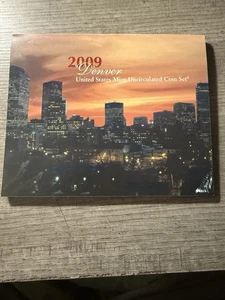 2009
Denver
United States Mint Uncirculated Coin Set®